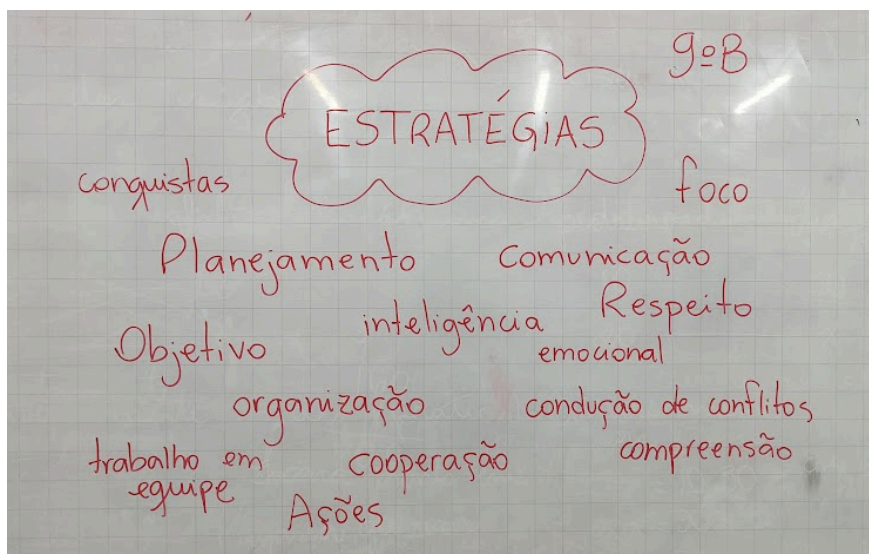 9ºB
ESTRATÉGIAS
conquistas
foco
Planejamento
Comunicação
inteligência
emocional
Respeito
Objetivo
organização
condução de conflitos
trabalho em
equipe
cooperação
compreensão
Ações